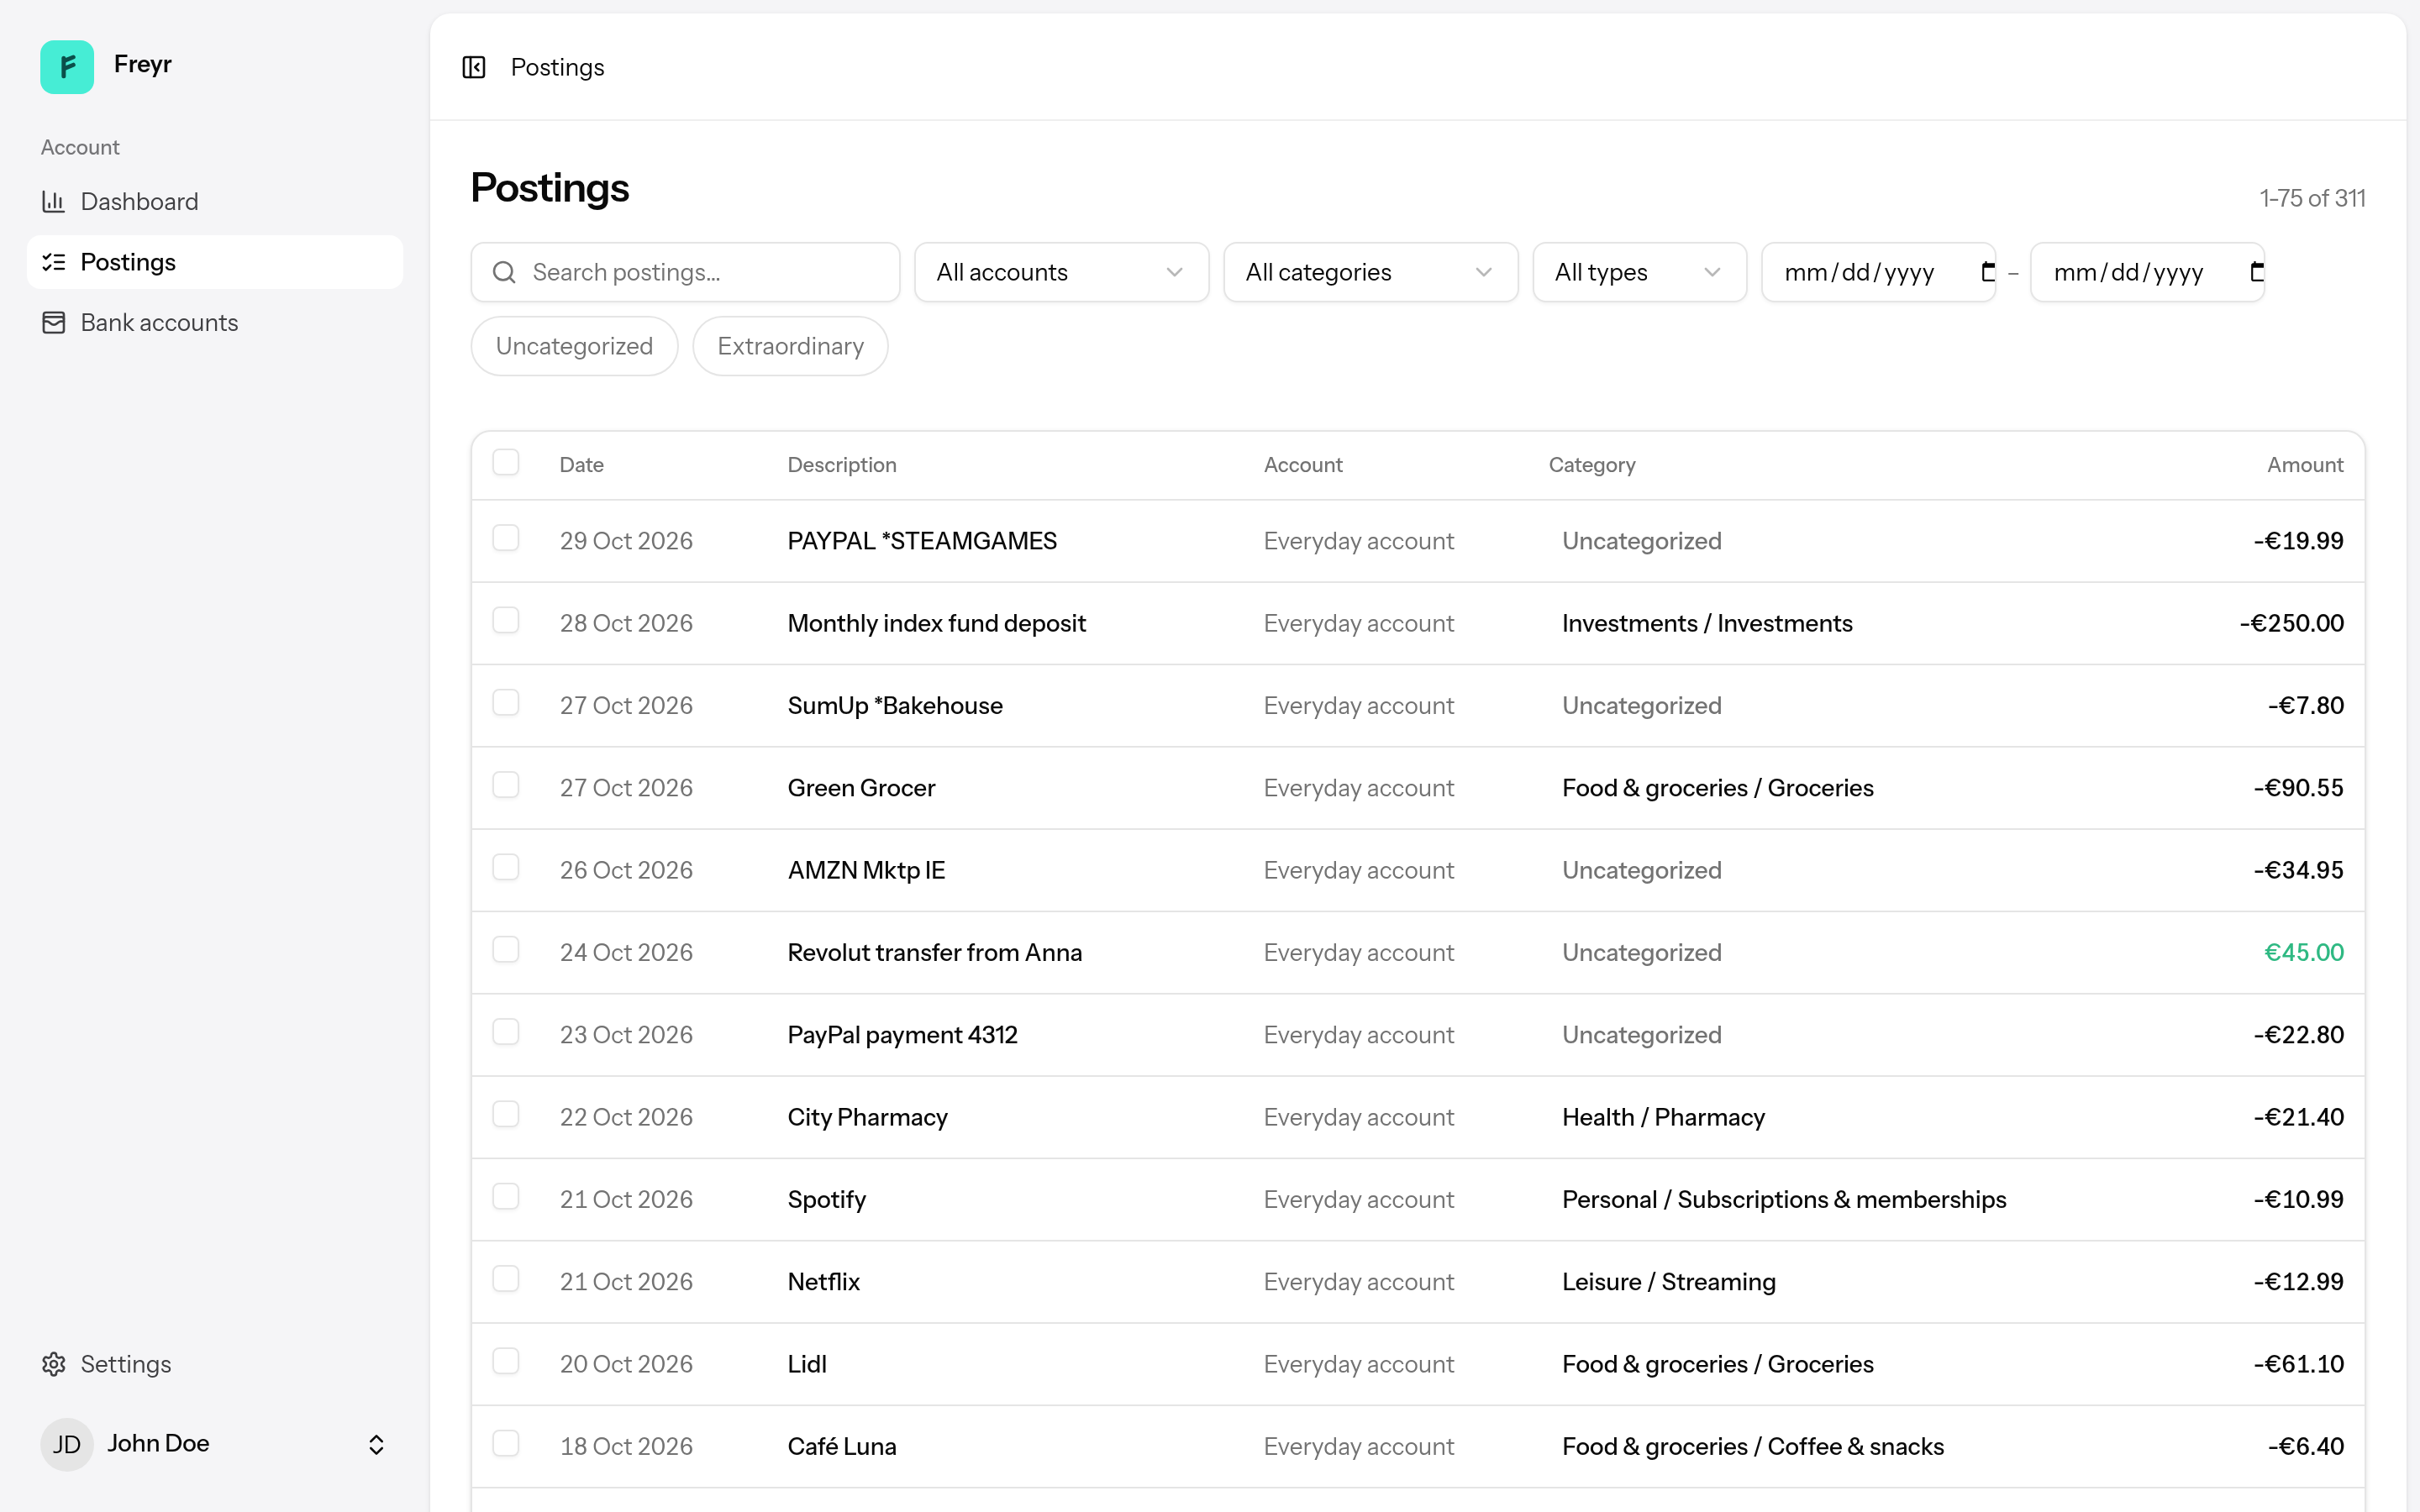 Freyr
Account
Dashboard
Postings
Bank accounts
Settings
JD John Doe
Postings
Postings
1-75 of 311
Search postings... All accounts All categories All types mm/dd/yyyy – mm/dd/yyyy
Uncategorized Extraordinary
Date Description Account Category Amount
29 Oct 2026 PAYPAL *STEAMGAMES Everyday account Uncategorized -€19.99
28 Oct 2026 Monthly index fund deposit Everyday account Investments / Investments -€250.00
27 Oct 2026 SumUp *Bakehouse Everyday account Uncategorized -€7.80
27 Oct 2026 Green Grocer Everyday account Food & groceries / Groceries -€90.55
26 Oct 2026 AMZN Mktp IE Everyday account Uncategorized -€34.95
24 Oct 2026 Revolut transfer from Anna Everyday account Uncategorized €45.00
23 Oct 2026 PayPal payment 4312 Everyday account Uncategorized -€22.80
22 Oct 2026 City Pharmacy Everyday account Health / Pharmacy -€21.40
21 Oct 2026 Spotify Everyday account Personal / Subscriptions & memberships -€10.99
21 Oct 2026 Netflix Everyday account Leisure / Streaming -€12.99
20 Oct 2026 Lidl Everyday account Food & groceries / Groceries -€61.10
18 Oct 2026 Café Luna Everyday account Food & groceries / Coffee & snacks -€6.40